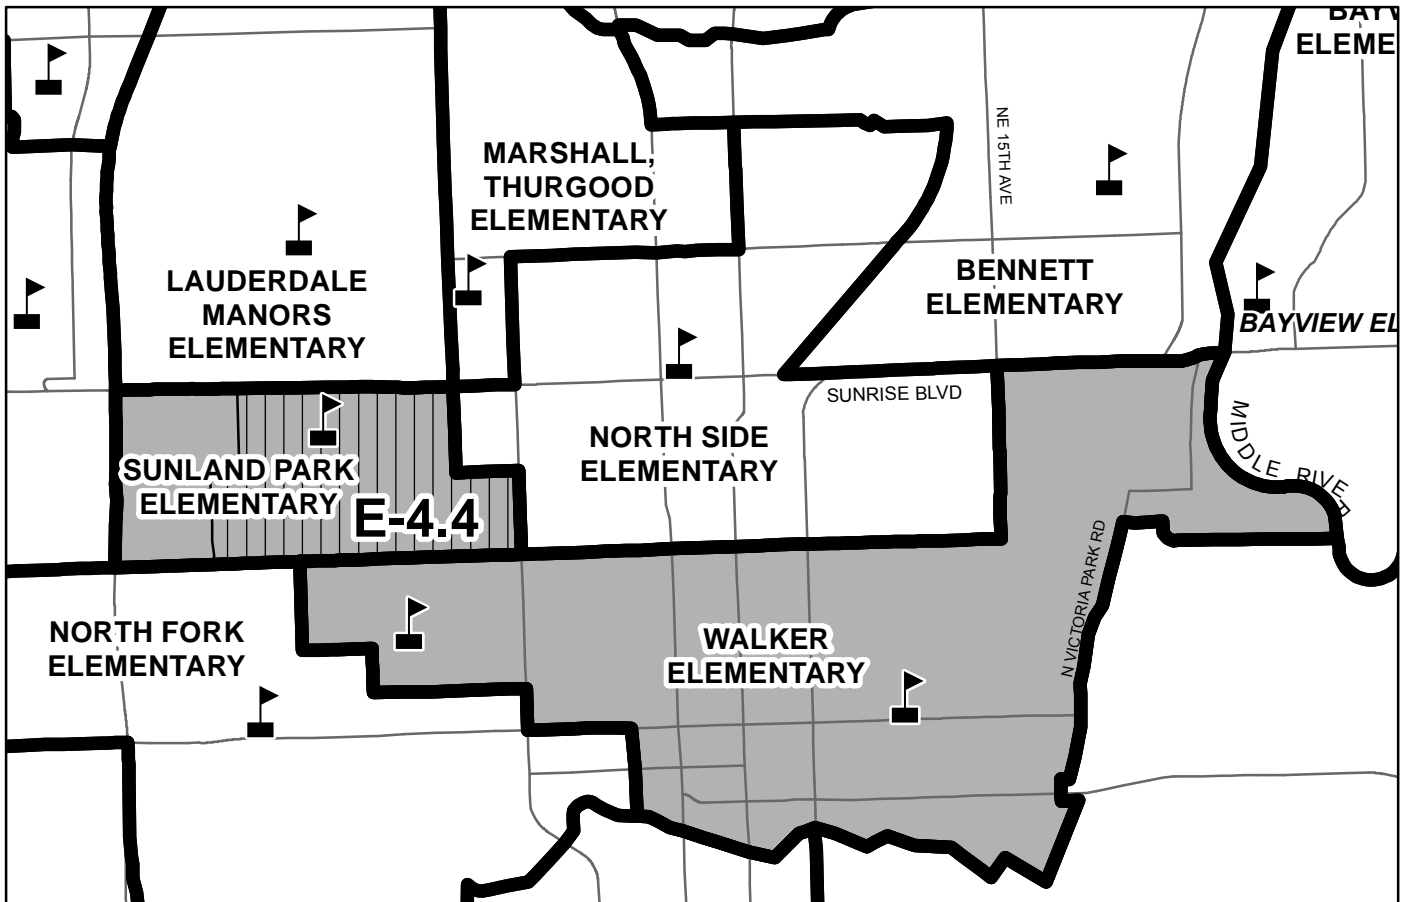 BAYV
ELEME
MARSHALL,
THURGOOD
ELEMENTARY
NE 15TH AVE
LAUDERDALE
MANORS
ELEMENTARY
BENNETT
ELEMENTARY
BAYVIEW EL
SUNRISE BLVD
NORTH SIDE
ELEMENTARY
MIDDLE RIVER
SUNLAND PARK
ELEMENTARY
E-4.4
N VICTORIA PARK RD
NORTH FORK
ELEMENTARY
WALKER
ELEMENTARY